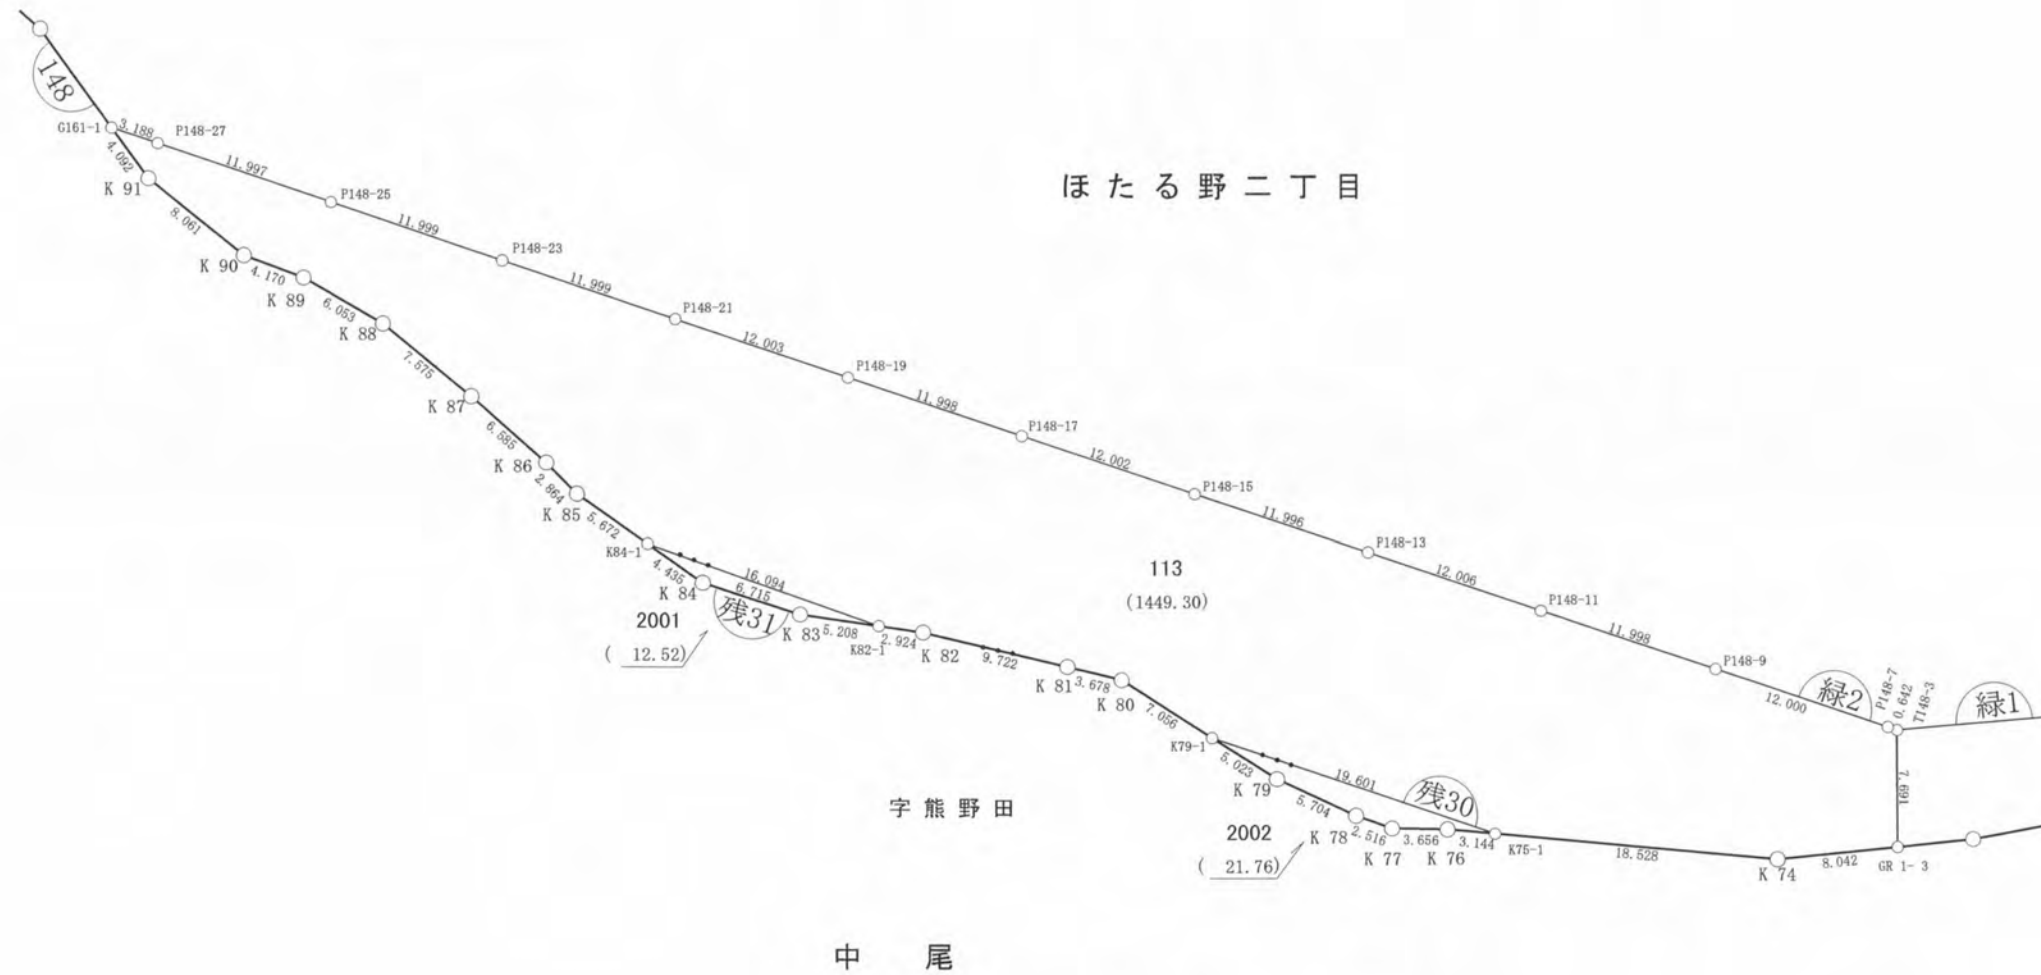 148
G161-1
3.188
P148-27
4.092
K 91
11.997
P148-25
11.999
P148-23
ほたる野二丁目
8.061
K 90
4.170
K 89
6.053
K 88
11.999
P148-21
12.003
P148-19
7.575
K 87
11.998
P148-17
6.585
K 86
2.864
K 85
12.002
P148-15
5.672
K84-1
11.996
P148-13
4.435
K 84
16.094
6.715
残31
K 83
5.208
K82-1
2.924
K 82
2001
( 12.52)
113
(1449.30)
12.006
P148-11
11.998
P148-9
9.722
K 81
3.678
K 80
7.056
K79-1
12.000
緑2
P148-7
0.642
T148-3
緑1
5.023
K 79
19.601
残30
7.691
字熊野田
5.704
K 78
2.516
K 77
3.656
K 76
3.144
K75-1
2002
( 21.76)
18.528
K 74
8.042
GR 1- 3
中 尾